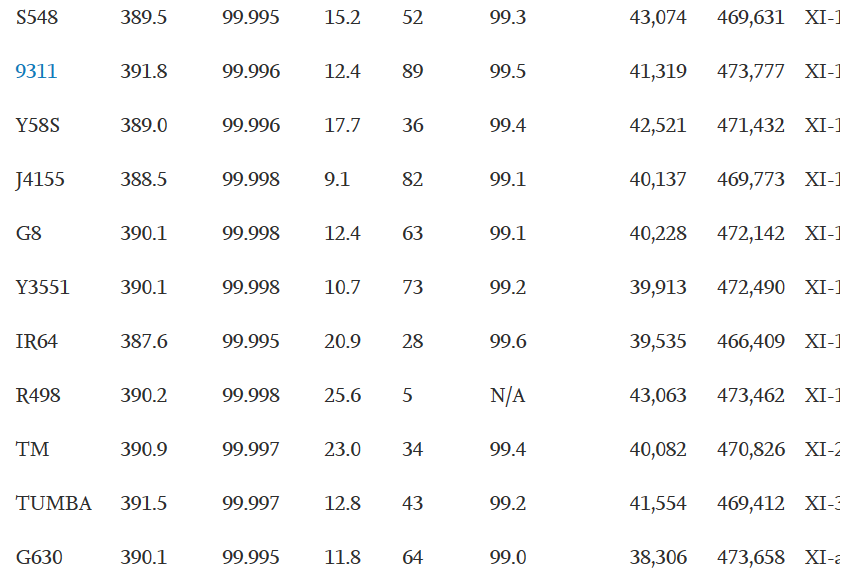 S548 389.5 99.995 15.2 52 99.3 43,074 469,631 XI-1
9311 391.8 99.996 12.4 89 99.5 41,319 473,777 XI-1
Y58S 389.0 99.996 17.7 36 99.4 42,521 471,432 XI-1
J4155 388.5 99.998 9.1 82 99.1 40,137 469,773 XI-1
G8 390.1 99.998 12.4 63 99.1 40,228 472,142 XI-1
Y3551 390.1 99.998 10.7 73 99.2 39,913 472,490 XI-1
IR64 387.6 99.995 20.9 28 99.6 39,535 466,409 XI-1
R498 390.2 99.998 25.6 5 N/A 43,063 473,462 XI-1
TM 390.9 99.997 23.0 34 99.4 40,082 470,826 XI-2
TUMBA 391.5 99.997 12.8 43 99.2 41,554 469,412 XI-3
G630 390.1 99.995 11.8 64 99.0 38,306 473,658 XI-a